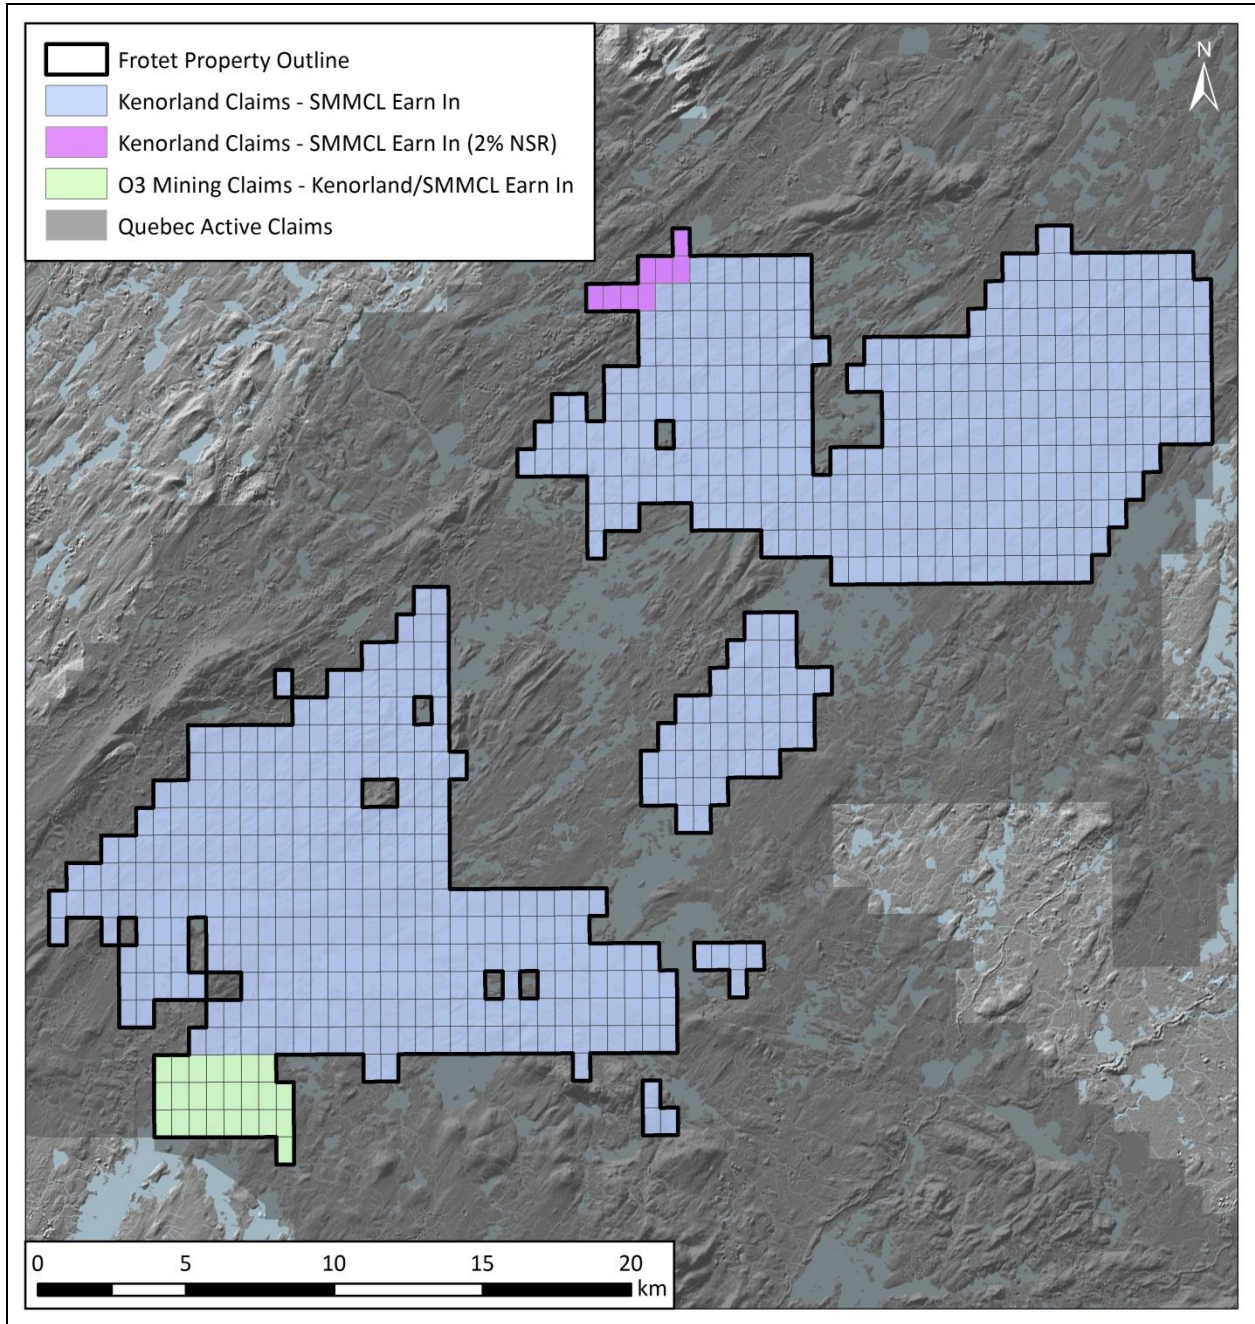 Frotet Property Outline
Kenorland Claims - SMMCL Earn In
Kenorland Claims - SMMCL Earn In (2% NSR)
O3 Mining Claims - Kenorland/SMMCL Earn In
Quebec Active Claims
N
0 5 10 15 20
km